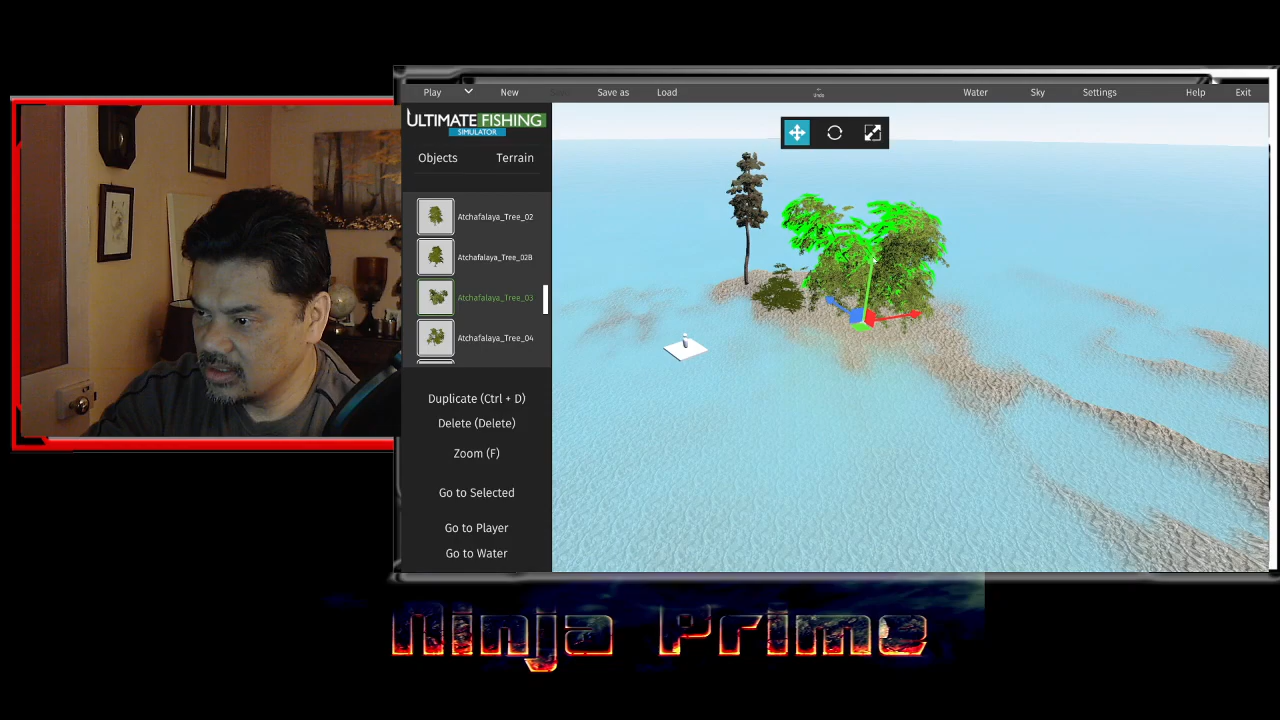 Play New Save as Load Undo Water Sky Settings Help Exit
ULTIMATE FISHING
SIMULATOR
Objects Terrain
Atchafalaya_Tree_02
Atchafalaya_Tree_02B
Atchafalaya_Tree_03
Atchafalaya_Tree_04
Duplicate (Ctrl + D)
Delete (Delete)
Zoom (F)
Go to Selected
Go to Player
Go to Water
Ninja Prime